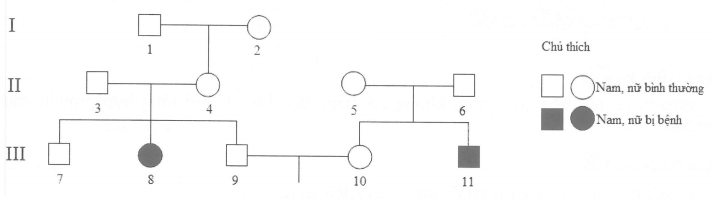 I
1
2
Chú thích
II
3
4
5
6
Nam, nữ bình thường
Nam, nữ bị bệnh
III
7
8
9
10
11